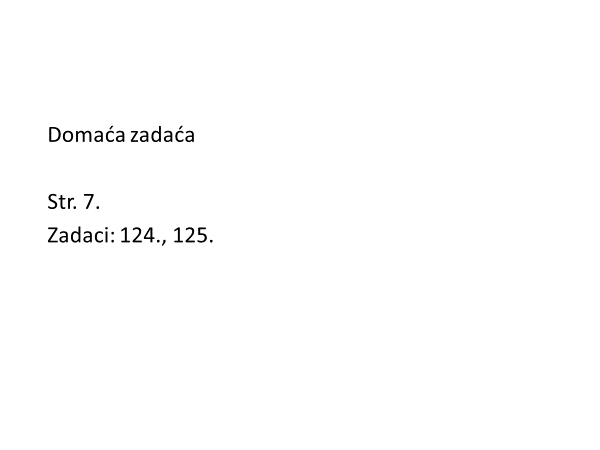 Domaća zadaća
Str. 7.
Zadaci: 124., 125.